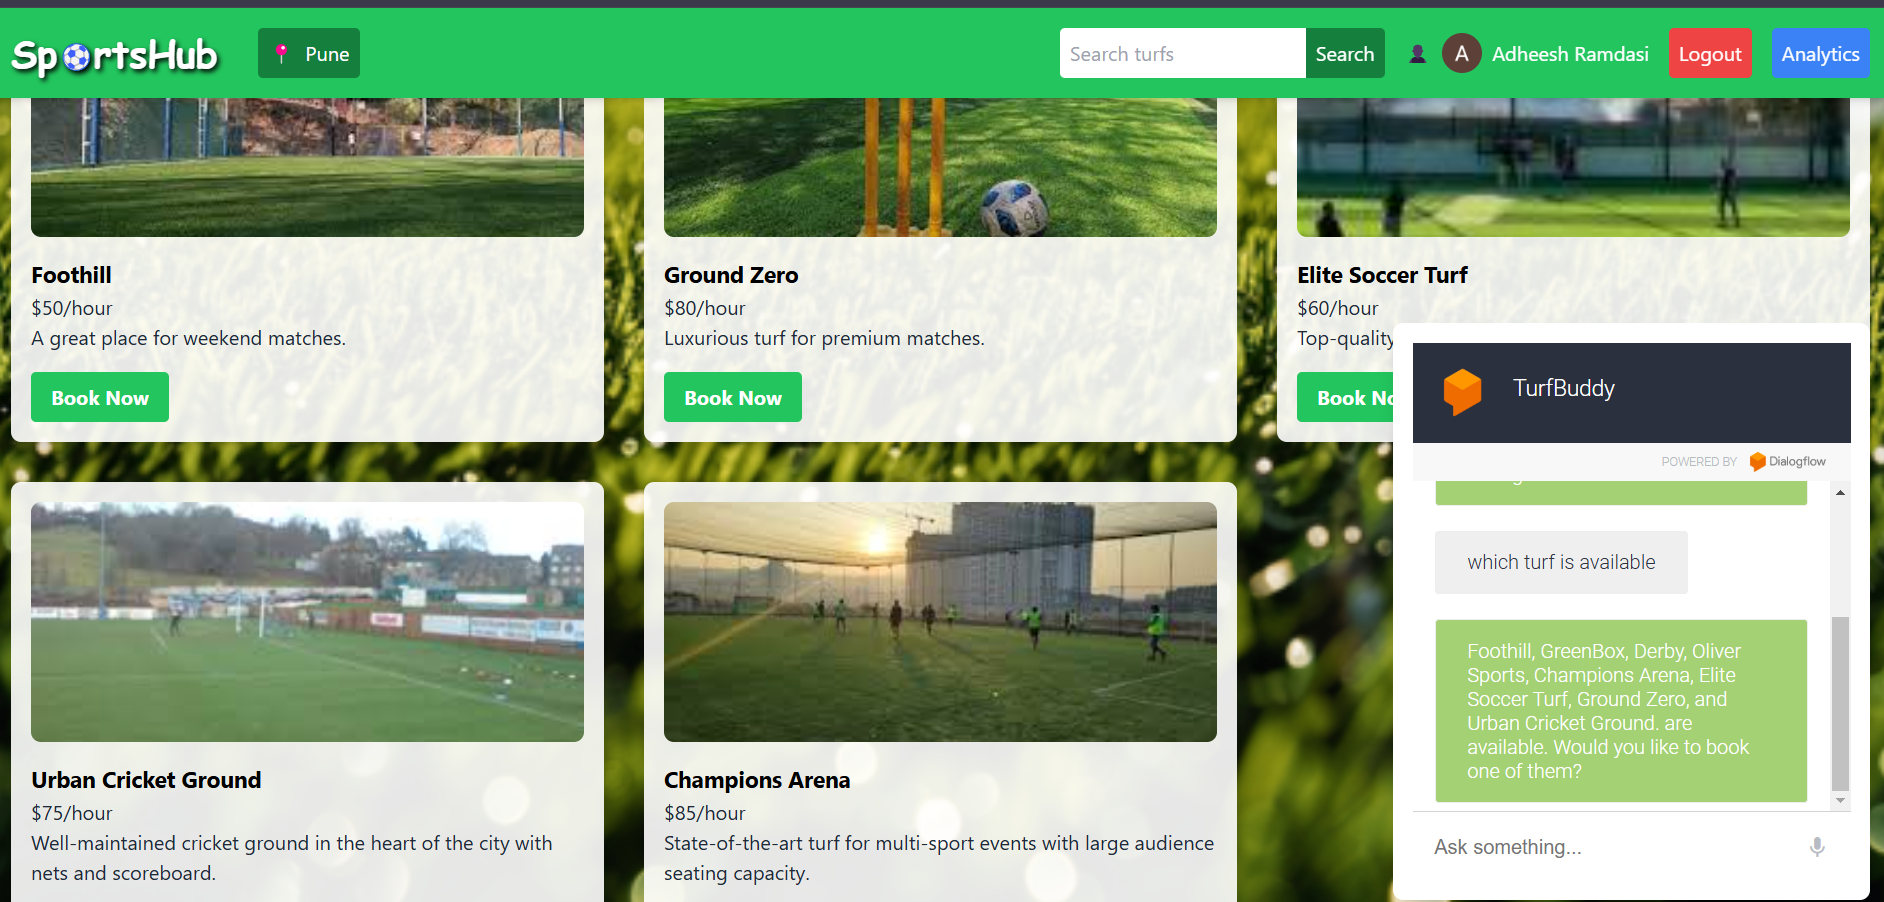 SportsHub
Pune
Search turfs
Search
A
Adheesh Ramdasi
Logout
Analytics
Foothill
$50/hour
A great place for weekend matches.
Book Now
Ground Zero
$80/hour
Luxurious turf for premium matches.
Book Now
Elite Soccer Turf
$60/hour
Top-quality
Book No
Urban Cricket Ground
$75/hour
Well-maintained cricket ground in the heart of the city with
nets and scoreboard.
Champions Arena
$85/hour
State-of-the-art turf for multi-sport events with large audience
seating capacity.
TurfBuddy
POWERED BY Dialogflow
which turf is available
Foothill, GreenBox, Derby, Oliver
Sports, Champions Arena, Elite
Soccer Turf, Ground Zero, and
Urban Cricket Ground. are
available. Would you like to book
one of them?
Ask something...